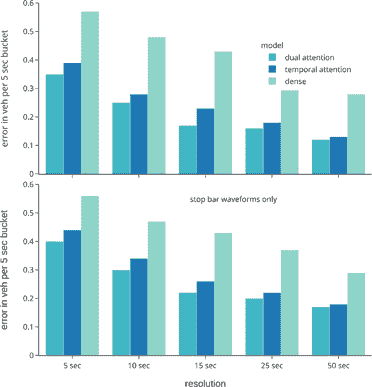 error in veh per 5 sec bucket
0.6
0.5
0.4
0.3
0.2
0.1
0
model
dual attention
temporal attention
dense
error in veh per 5 sec bucket
0.6
0.5
0.4
0.3
0.2
0.1
0
stop bar waveforms only
5 sec
10 sec
15 sec
25 sec
50 sec
resolution